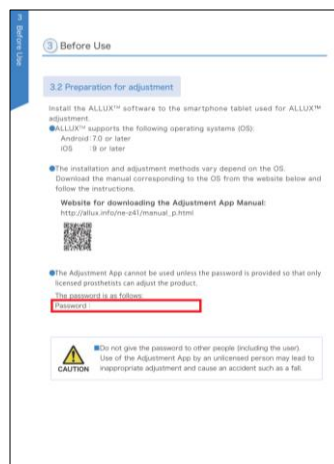 3 Before Use
3 Before Use
3.2 Preparation for adjustment
Install the ALLUX™ software to the smartphone tablet used for ALLUX™
adjustment.
●ALLUX™ supports the following operating systems (OS):
Android : 7.0 or later
iOS : 9 or later
●The installation and adjustment methods vary depend on the OS.
Download the manual corresponding to the OS from the website below and
follow the instructions.
Website for downloading the Adjustment App Manual:
http://allux.info/ne-z41/manual_p.html
●The Adjustment App cannot be used unless the password is provided so that only
licensed prosthetists can adjust the product.
The password is as follows:
Password :
CAUTION
■Do not give the password to other people (including the user).
Use of the Adjustment App by an unlicensed person may lead to
inappropriate adjustment and cause an accident such as a fall.